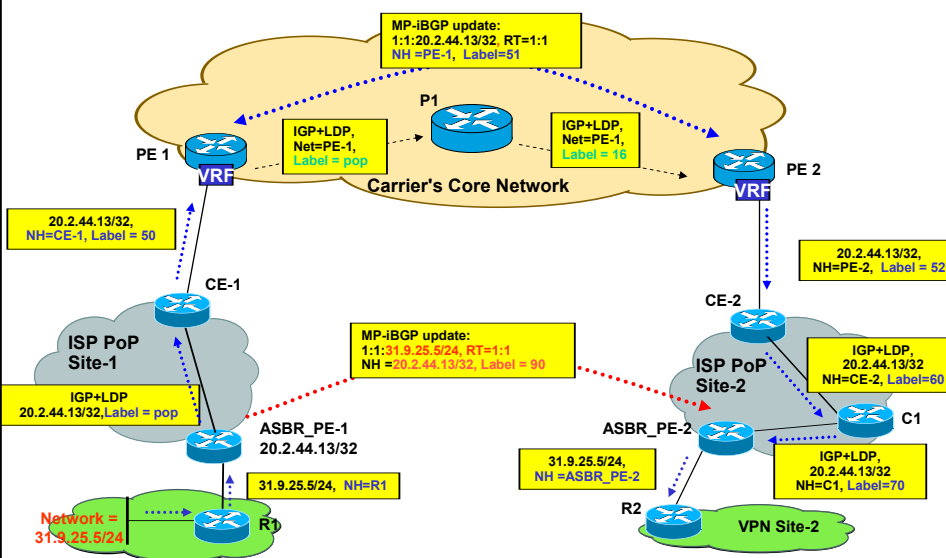 MP-iBGP update:
1:1:20.2.44.13/32, RT=1:1
NH =PE-1, Label=51
P1
IGP+LDP,
Net=PE-1,
Label = pop
IGP+LDP,
Net=PE-1,
Label = 16
PE 1
VRF
PE 2
VRF
Carrier's Core Network
20.2.44.13/32,
NH=CE-1, Label = 50
20.2.44.13/32,
NH=PE-2, Label = 52
CE-1
CE-2
ISP PoP
Site-1
MP-iBGP update:
1:1:31.9.25.5/24, RT=1:1
NH =20.2.44.13/32, Label = 90
ISP PoP
Site-2
IGP+LDP,
20.2.44.13/32
NH=CE-2, Label=60
IGP+LDP
20.2.44.13/32,Label = pop
ASBR_PE-1
20.2.44.13/32
ASBR_PE-2
C1
31.9.25.5/24, NH=R1
31.9.25.5/24,
NH =ASBR_PE-2
IGP+LDP,
20.2.44.13/32
NH=C1, Label=70
Network =
31.9.25.5/24
R1
R2
VPN Site-2